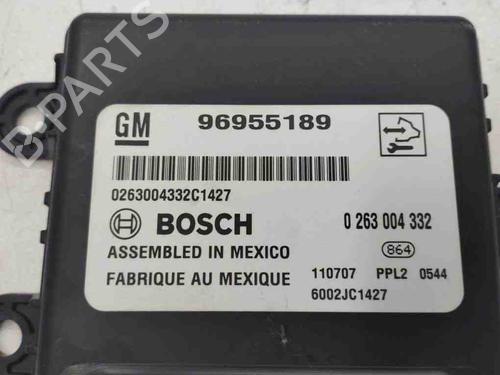 B-PARTS
GM 96955189
0263004332C1427
BOSCH 0 263 004 332
ASSEMBLED IN MEXICO 864
FABRIQUE AU MEXIQUE 110707 PPL2 0544
6002JC1427